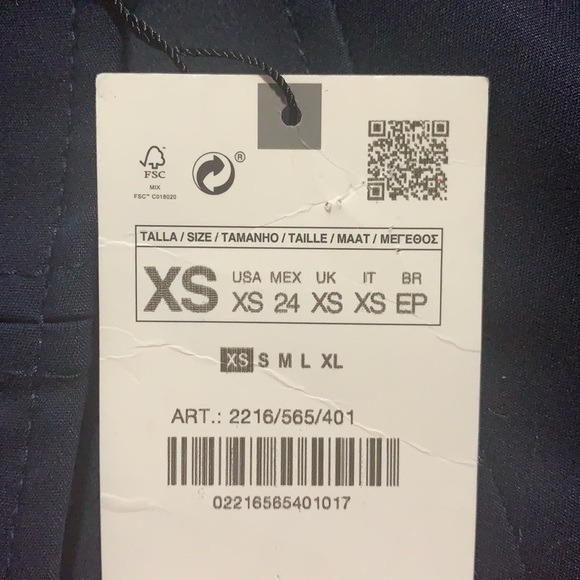 FSC
MIX
FSC™ C018020
®
TALLA / SIZE / TAMANHO / TAILLE / MAAT / ΜΕΓΕΘΟΣ
XS
USA MEX UK IT BR
XS 24 XS XS EP
XS S M L XL
ART.: 2216/565/401
02216565401017